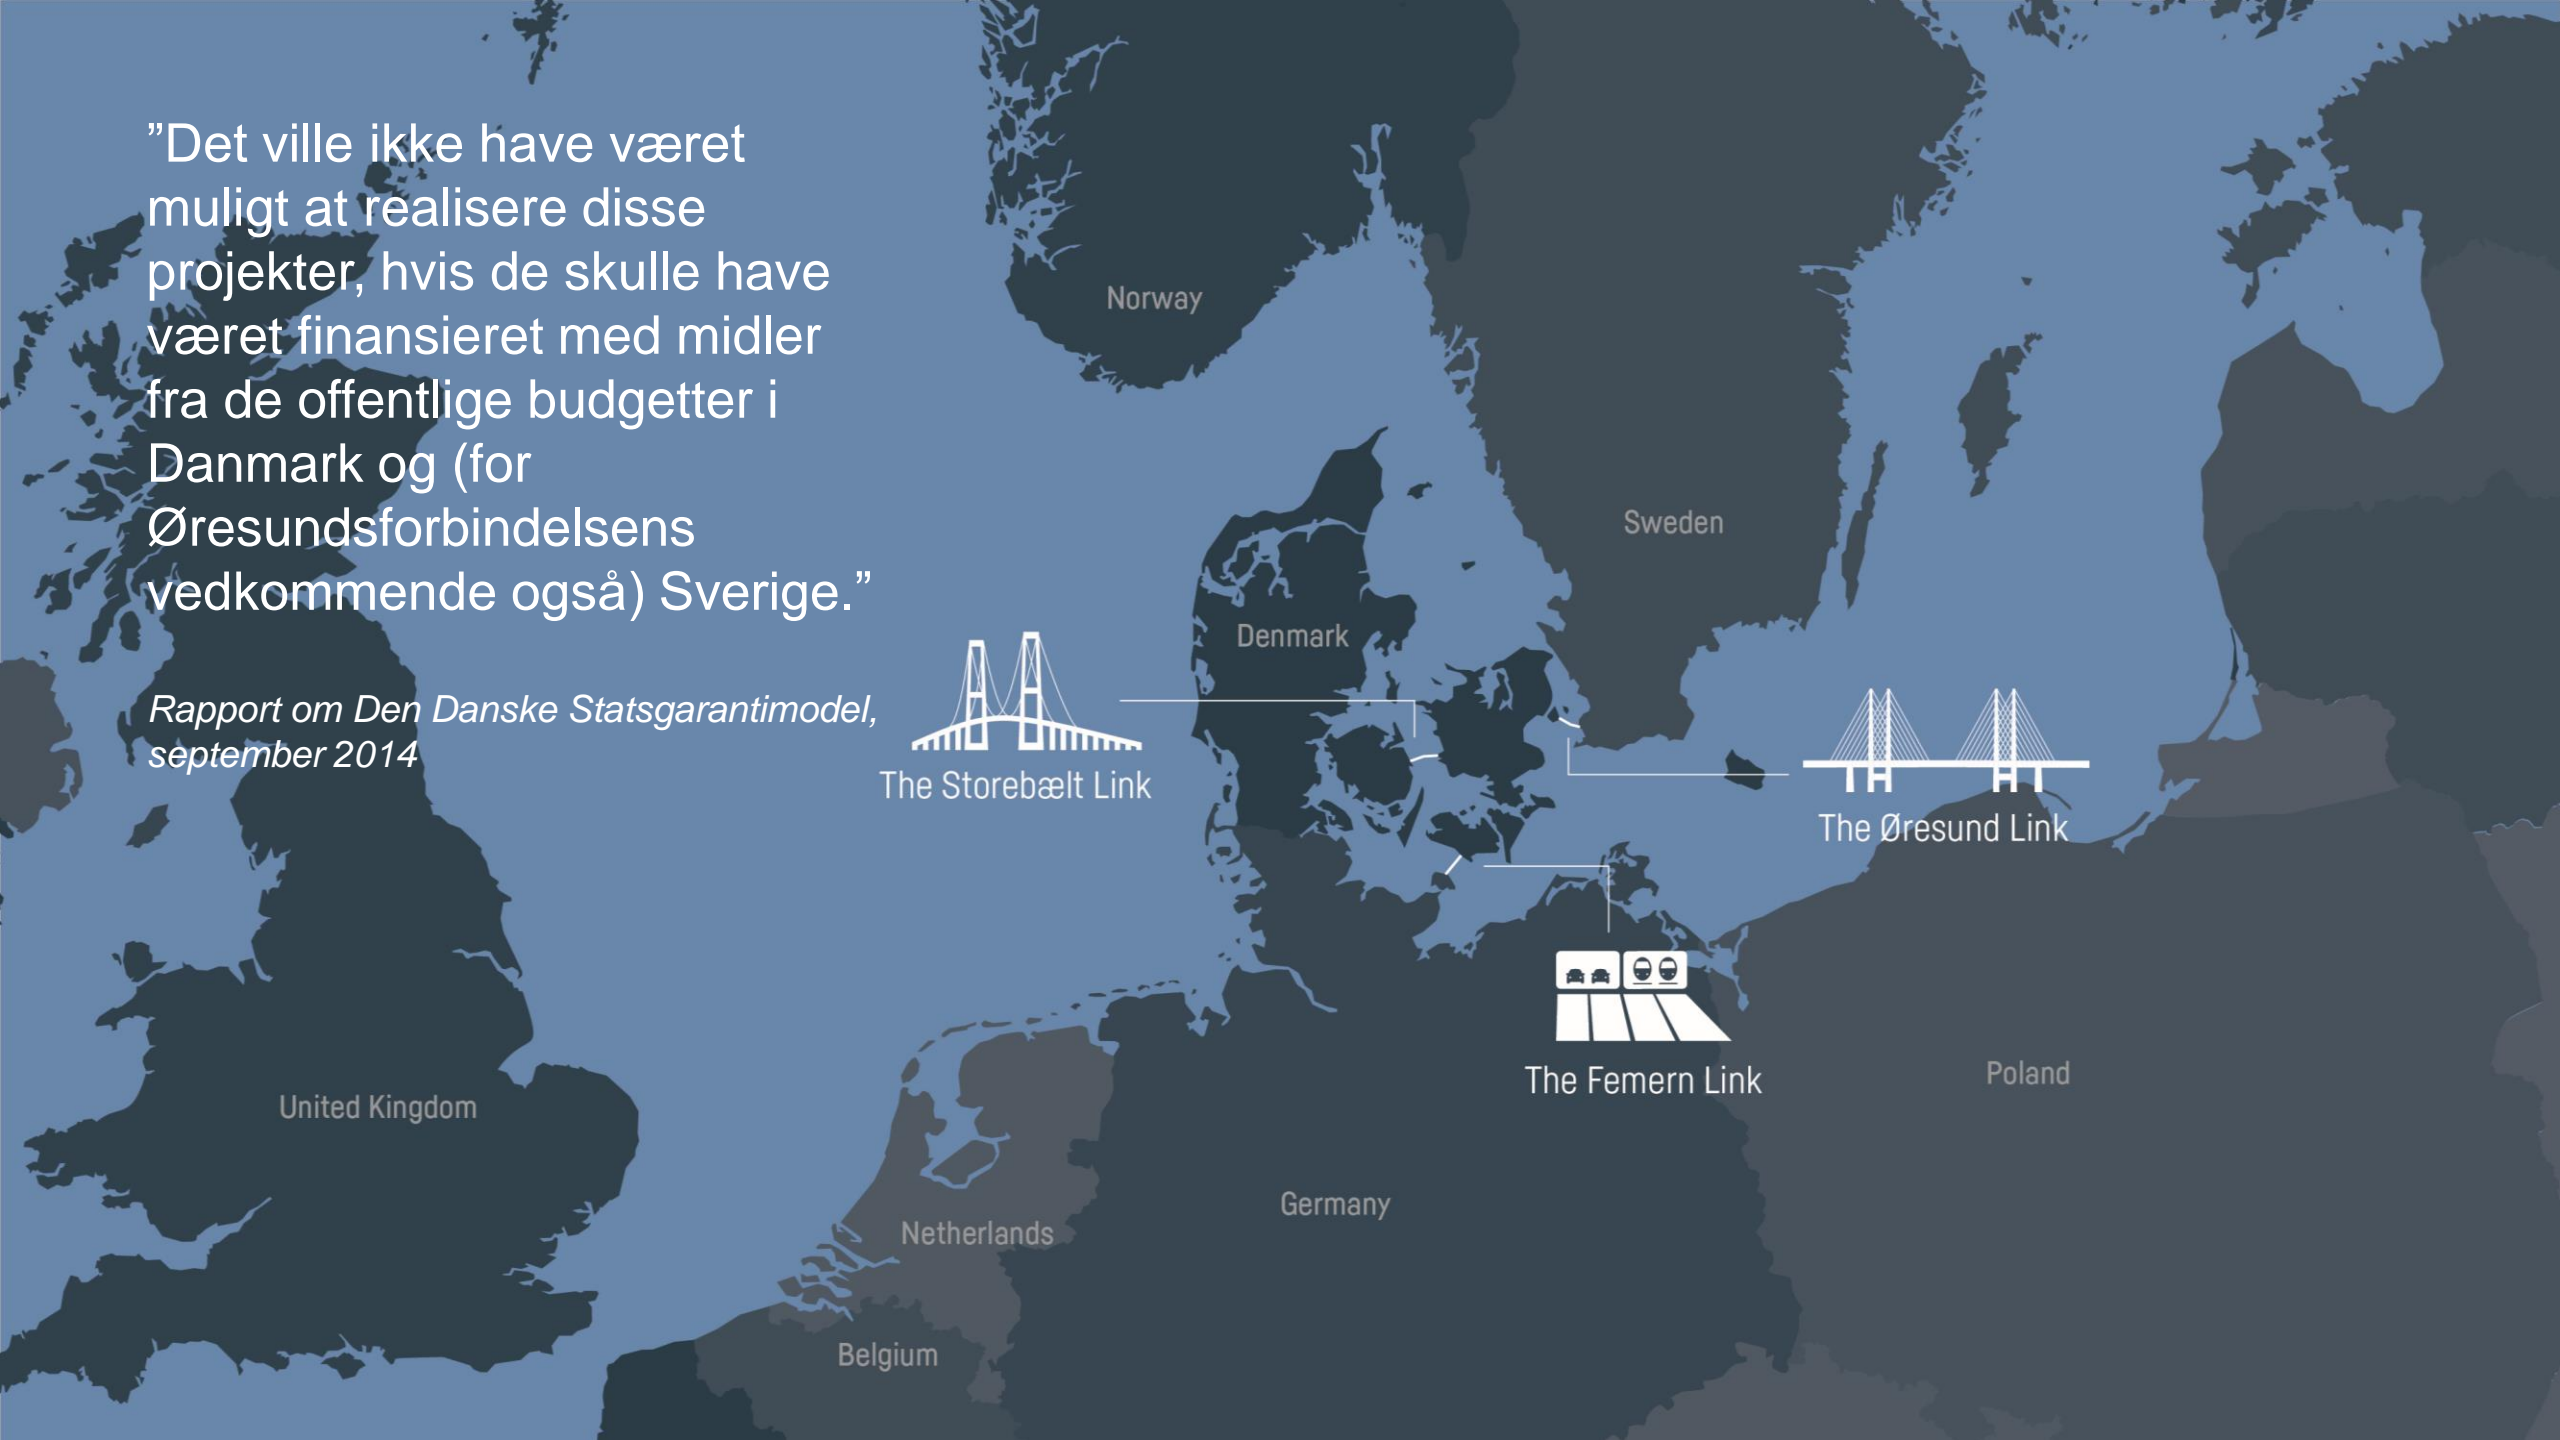 ”Det ville ikke have været
muligt at realisere disse
projekter, hvis de skulle have
været finansieret med midler
fra de offentlige budgetter i
Danmark og (for
Øresundsforbindelsens
vedkommende også) Sverige.”
Rapport om Den Danske Statsgarantimodel,
september 2014
Norway
Sweden
Denmark
The Storebælt Link
The Øresund Link
The Femern Link
Poland
United Kingdom
Germany
Netherlands
Belgium